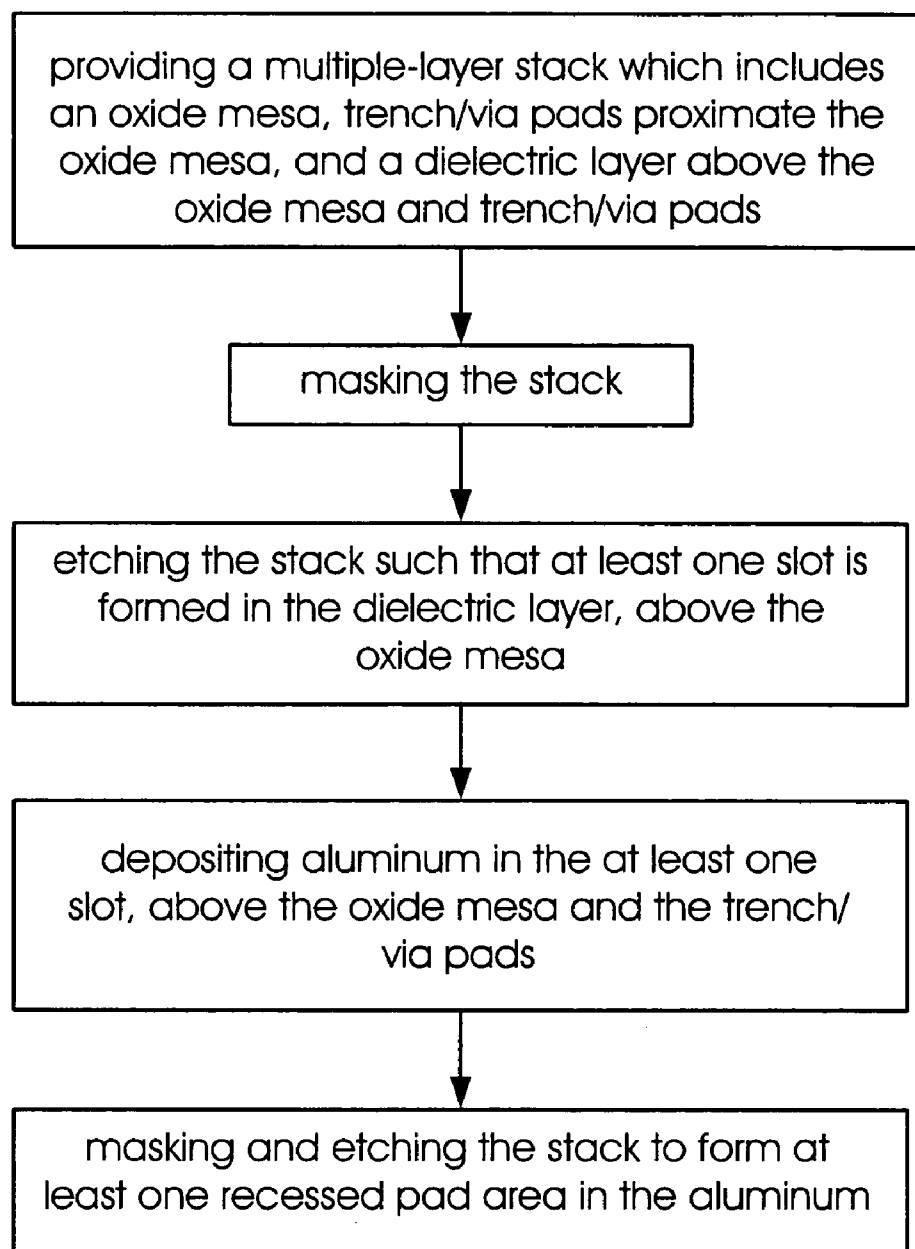 providing a multiple-layer stack which includes
an oxide mesa, trench/via pads proximate the
oxide mesa, and a dielectric layer above the
oxide mesa and trench/via pads
masking the stack
etching the stack such that at least one slot is
formed in the dielectric layer, above the
oxide mesa
depositing aluminum in the at least one
slot, above the oxide mesa and the trench/
via pads
masking and etching the stack to form at
least one recessed pad area in the aluminum